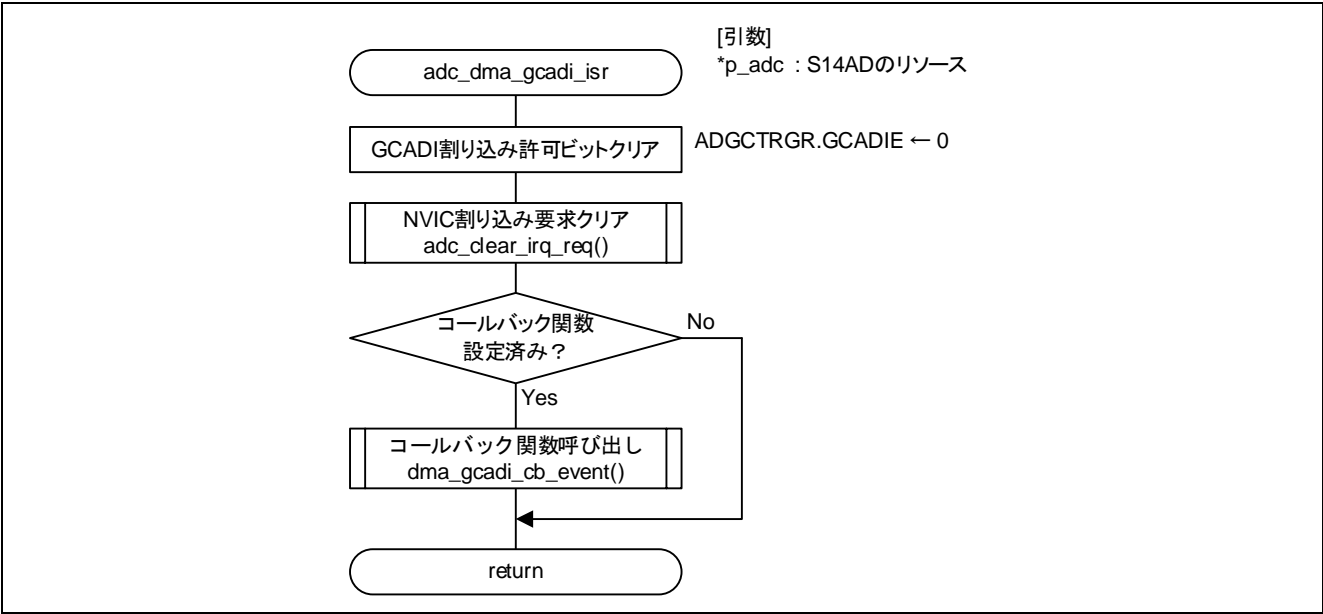 [引数]
*p_adc : S14ADのリソース
adc_dma_gcadi_isr
GCADI割り込み許可ビットクリア
ADGCTRGR.GCADIE ← 0
NVIC割り込み要求クリア
adc_clear_irq_req()
コールバック関数
設定済み？
No
Yes
コールバック関数呼び出し
dma_gcadi_cb_event()
return